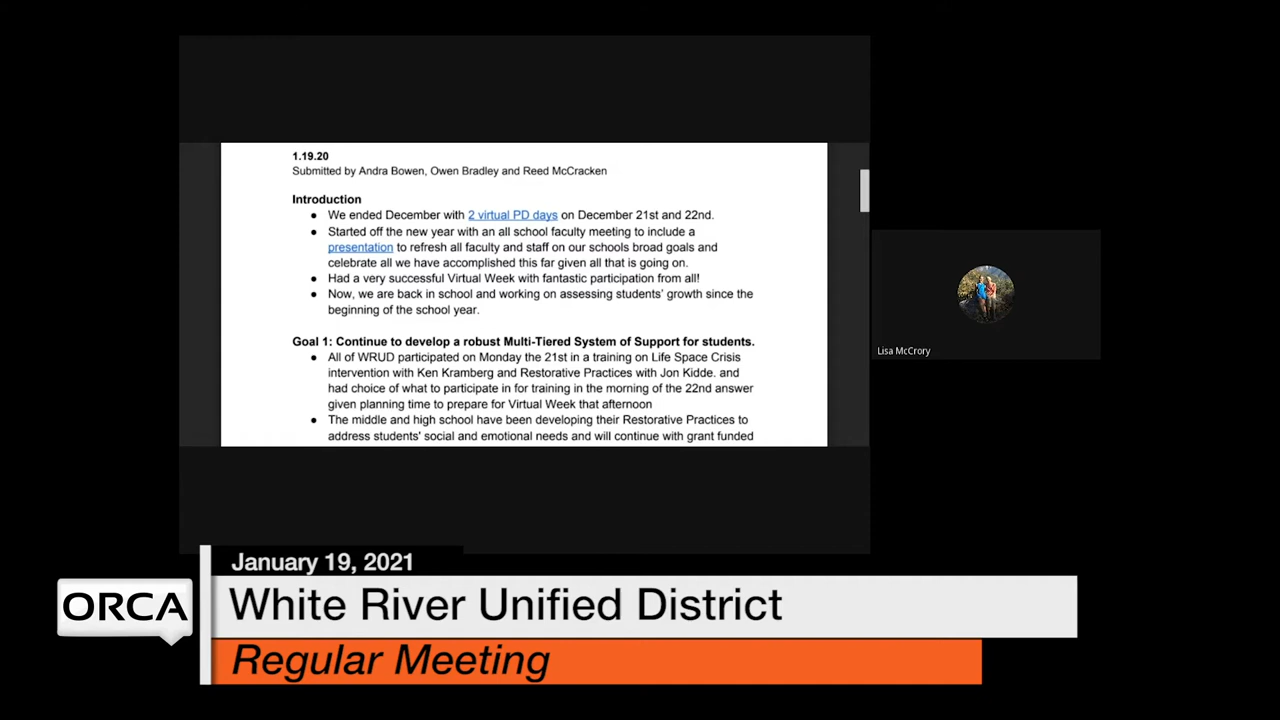 1.19.20
Submitted by Andra Bowen, Owen Bradley and Reed McCracken
Introduction
● We ended December with 2 virtual PD days on December 21st and 22nd.
● Started off the new year with an all school faculty meeting to include a
presentation to refresh all faculty and staff on our schools broad goals and
celebrate all we have accomplished this far given all that is going on.
● Had a very successful Virtual Week with fantastic participation from all!
● Now, we are back in school and working on assessing students' growth since the
beginning of the school year.
Goal 1: Continue to develop a robust Multi-Tiered System of Support for students.
● All of WRUD participated on Monday the 21st in a training on Life Space Crisis
intervention with Ken Kramberg and Restorative Practices with Jon Kidde. and
had choice of what to participate in for training in the morning of the 22nd answer
given planning time to prepare for Virtual Week that afternoon
● The middle and high school have been developing their Restorative Practices to
address students' social and emotional needs and will continue with grant funded
Lisa McCrory
January 19, 2021
ORCA
White River Unified District
Regular Meeting